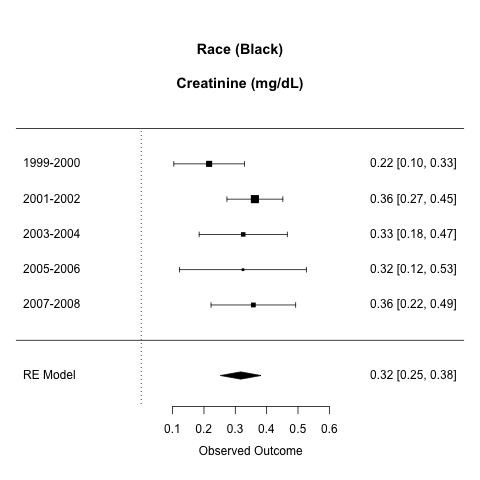 Race (Black)
Creatinine (mg/dL)
1999-2000 0.22 [0.10, 0.33]
2001-2002 0.36 [0.27, 0.45]
2003-2004 0.33 [0.18, 0.47]
2005-2006 0.32 [0.12, 0.53]
2007-2008 0.36 [0.22, 0.49]
RE Model 0.32 [0.25, 0.38]
0.1 0.2 0.3 0.4 0.5 0.6
Observed Outcome